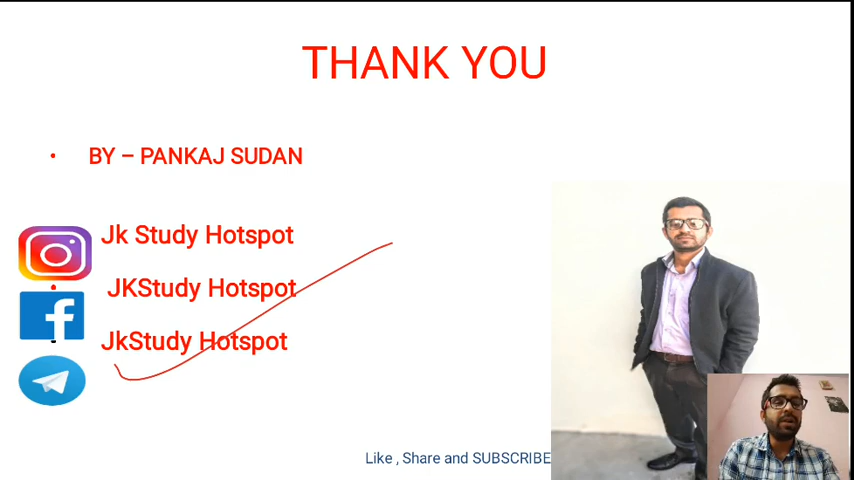 THANK YOU
• BY – PANKAJ SUDAN
Jk Study Hotspot
JKStudy Hotspot
JkStudy Hotspot
Like , Share and SUBSCRIBE